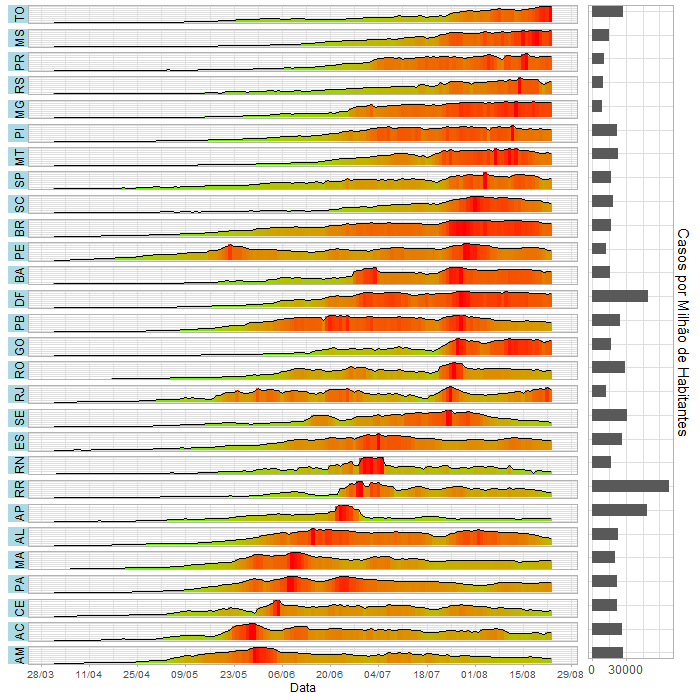 TO
MS
PR
RS
MG
PI
MT
SP
SC
BR
PE
BA
DF
PB
GO
RO
RJ
SE
ES
RN
RR
AP
AL
MA
PA
CE
AC
AM
28/03 11/04 25/04 09/05 23/05 06/06 20/06 04/07 18/07 01/08 15/08 29/08
Data
0 30000
Casos por Milhão de Habitantes